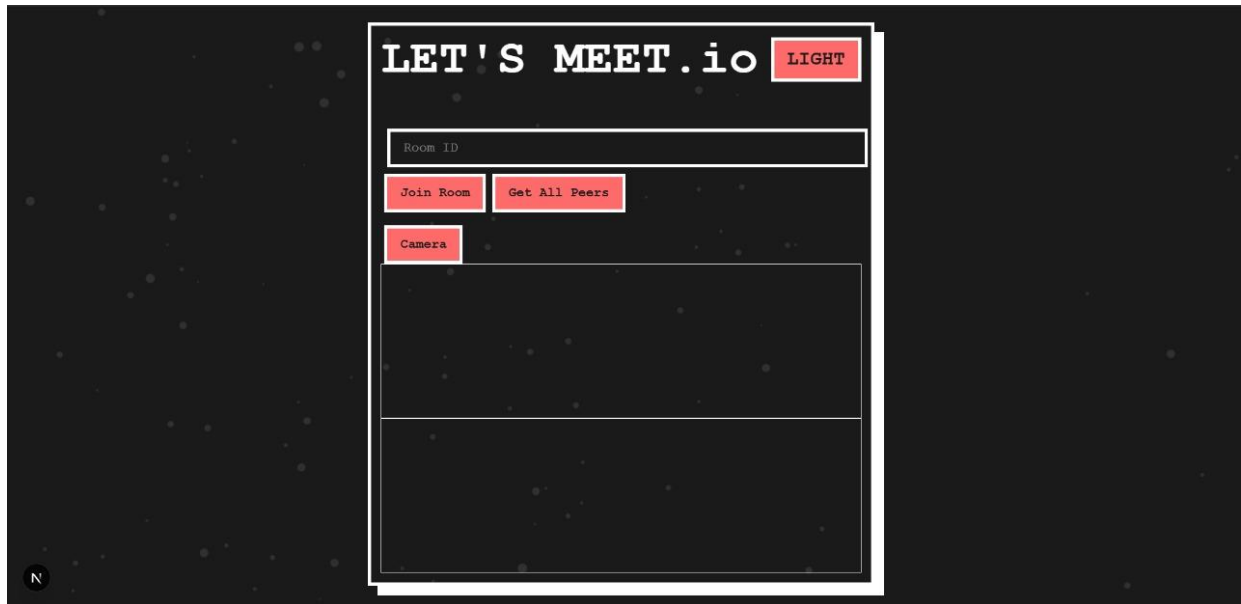 LET'S MEET.io
LIGHT
Room ID
Join Room
Get All Peers
Camera
N